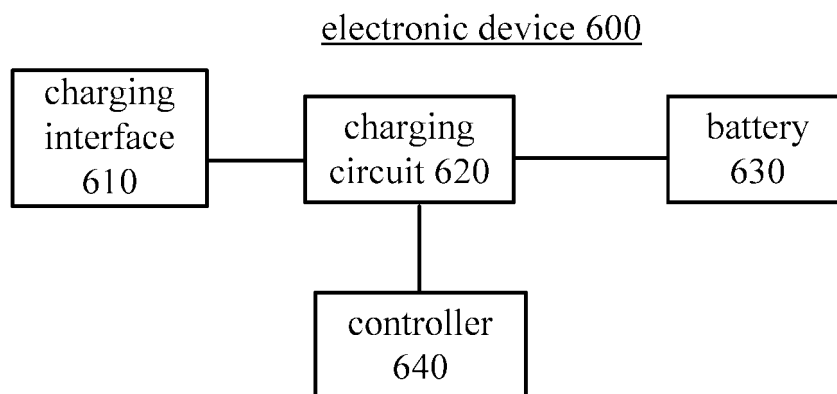 electronic device 600
charging
interface
610
charging
circuit 620
battery
630
controller
640